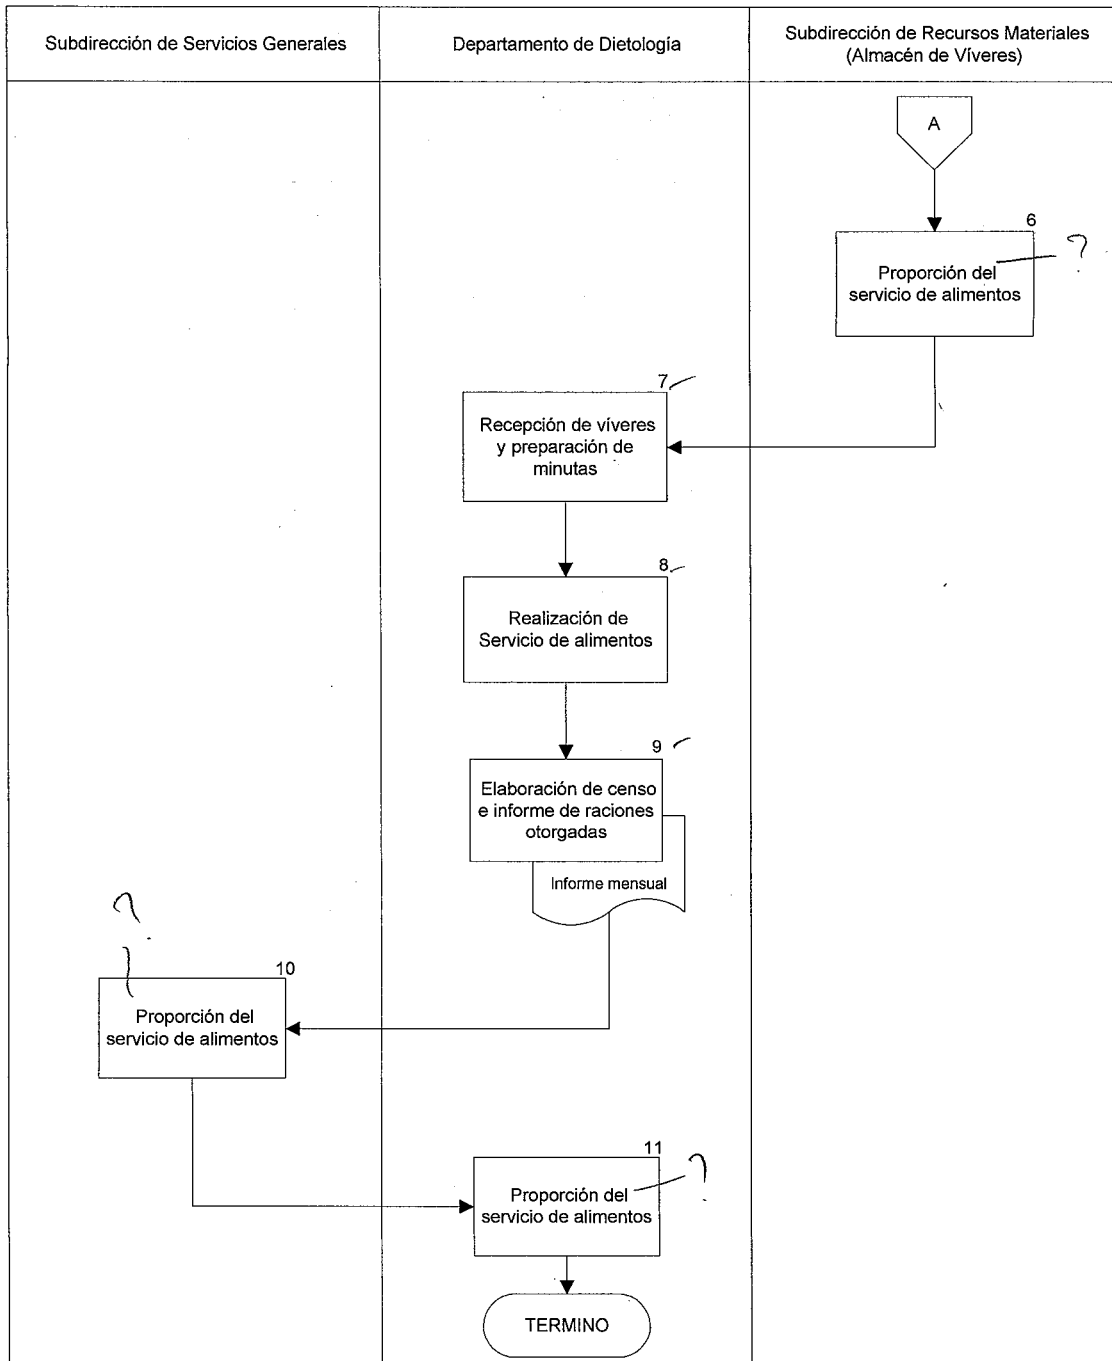 Subdirección de Servicios Generales
Departamento de Dietología
Subdirección de Recursos Materiales
(Almacén de Víveres)
A
6
Proporción del
servicio de alimentos
?
7
Recepción de víveres
y preparación de
minutas
8
Realización de
Servicio de alimentos
9
Elaboración de censo
e informe de raciones
otorgadas
Informe mensual
?
10
Proporción del
servicio de alimentos
11
Proporción del
servicio de alimentos
?
TERMINO